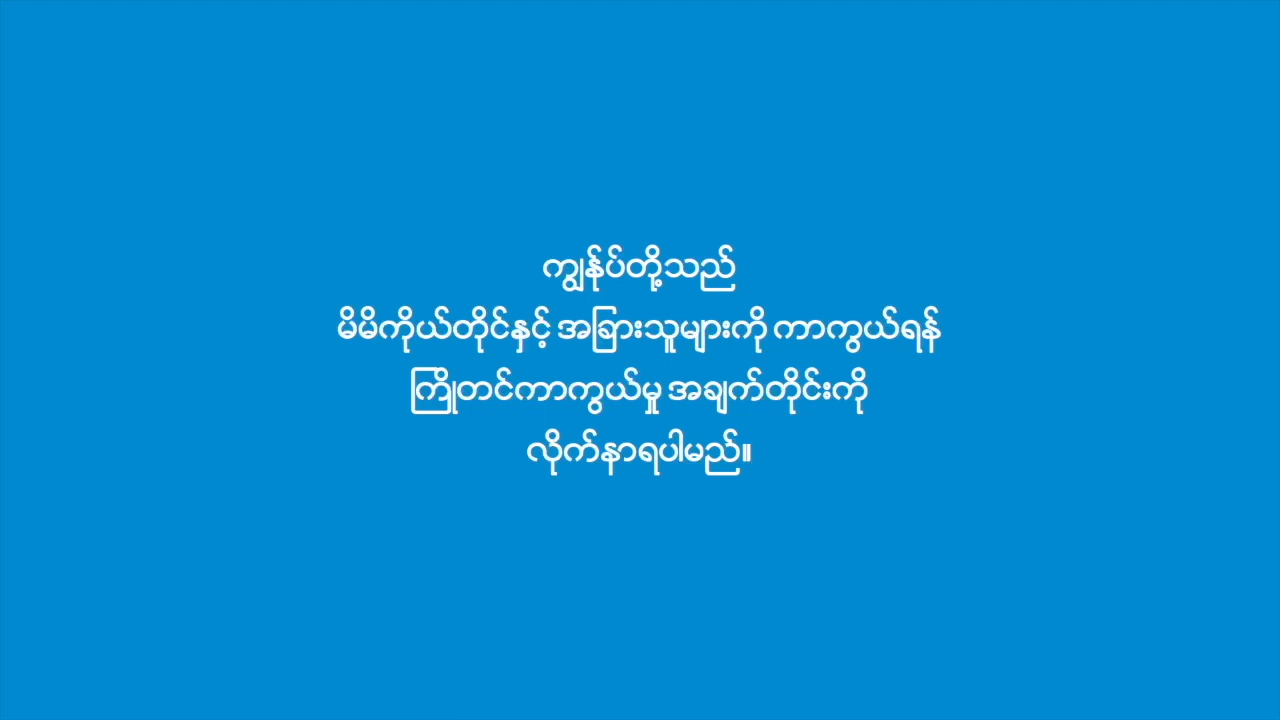 ကျွန်ုပ်တို့သည်
မိမိကိုယ်တိုင်နှင့် အခြားသူများကို ကာကွယ်ရန်
ကြိုတင်ကာကွယ်မှု အချက်တိုင်းကို
လိုက်နာရပါမည်။